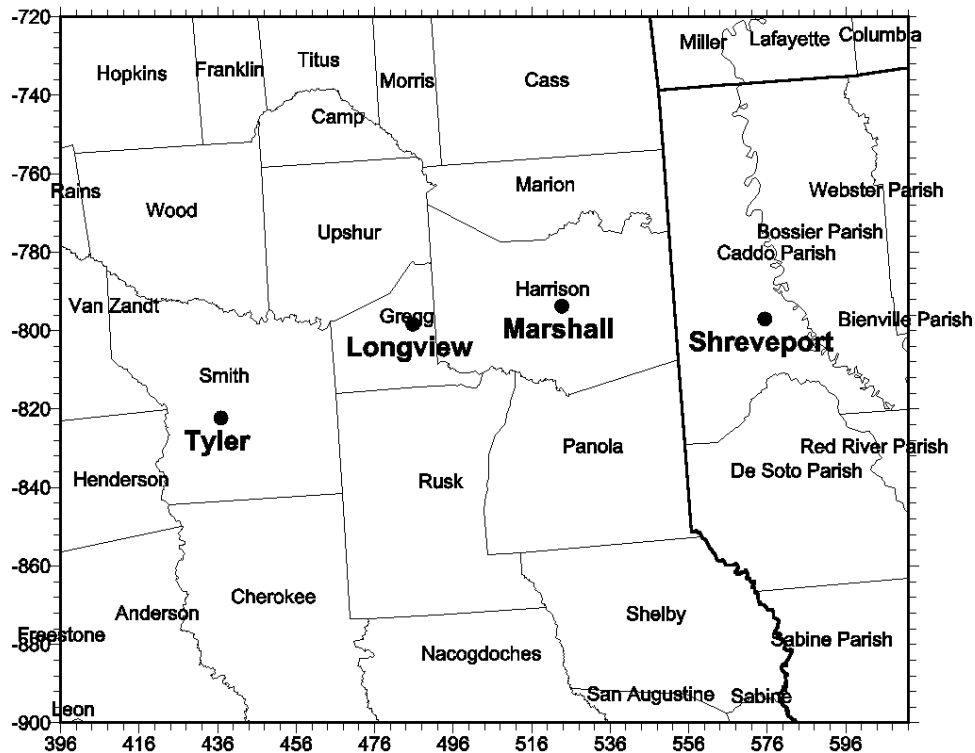 -720
Miller
Lafayette
Columbia
Hopkins
Franklin
Titus
Morris
Cass
-740
Camp
-760
Rains
Wood
Marion
Webster Parish
Upshur
Bossier Parish
-780
Caddo Parish
Van Zandt
Harrison
-800
Gregg
Longview
Marshall
Shreveport
Bienville Parish
Smith
-820
Tyler
Panola
Red River Parish
Henderson
Rusk
De Soto Parish
-840
-860
Anderson
Cherokee
Shelby
Freestone
-880
Nacogdoches
Sabine Parish
San Augustine
Sabine
Leon
-900
396 416 436 456 476 496 516 536 556 576 596